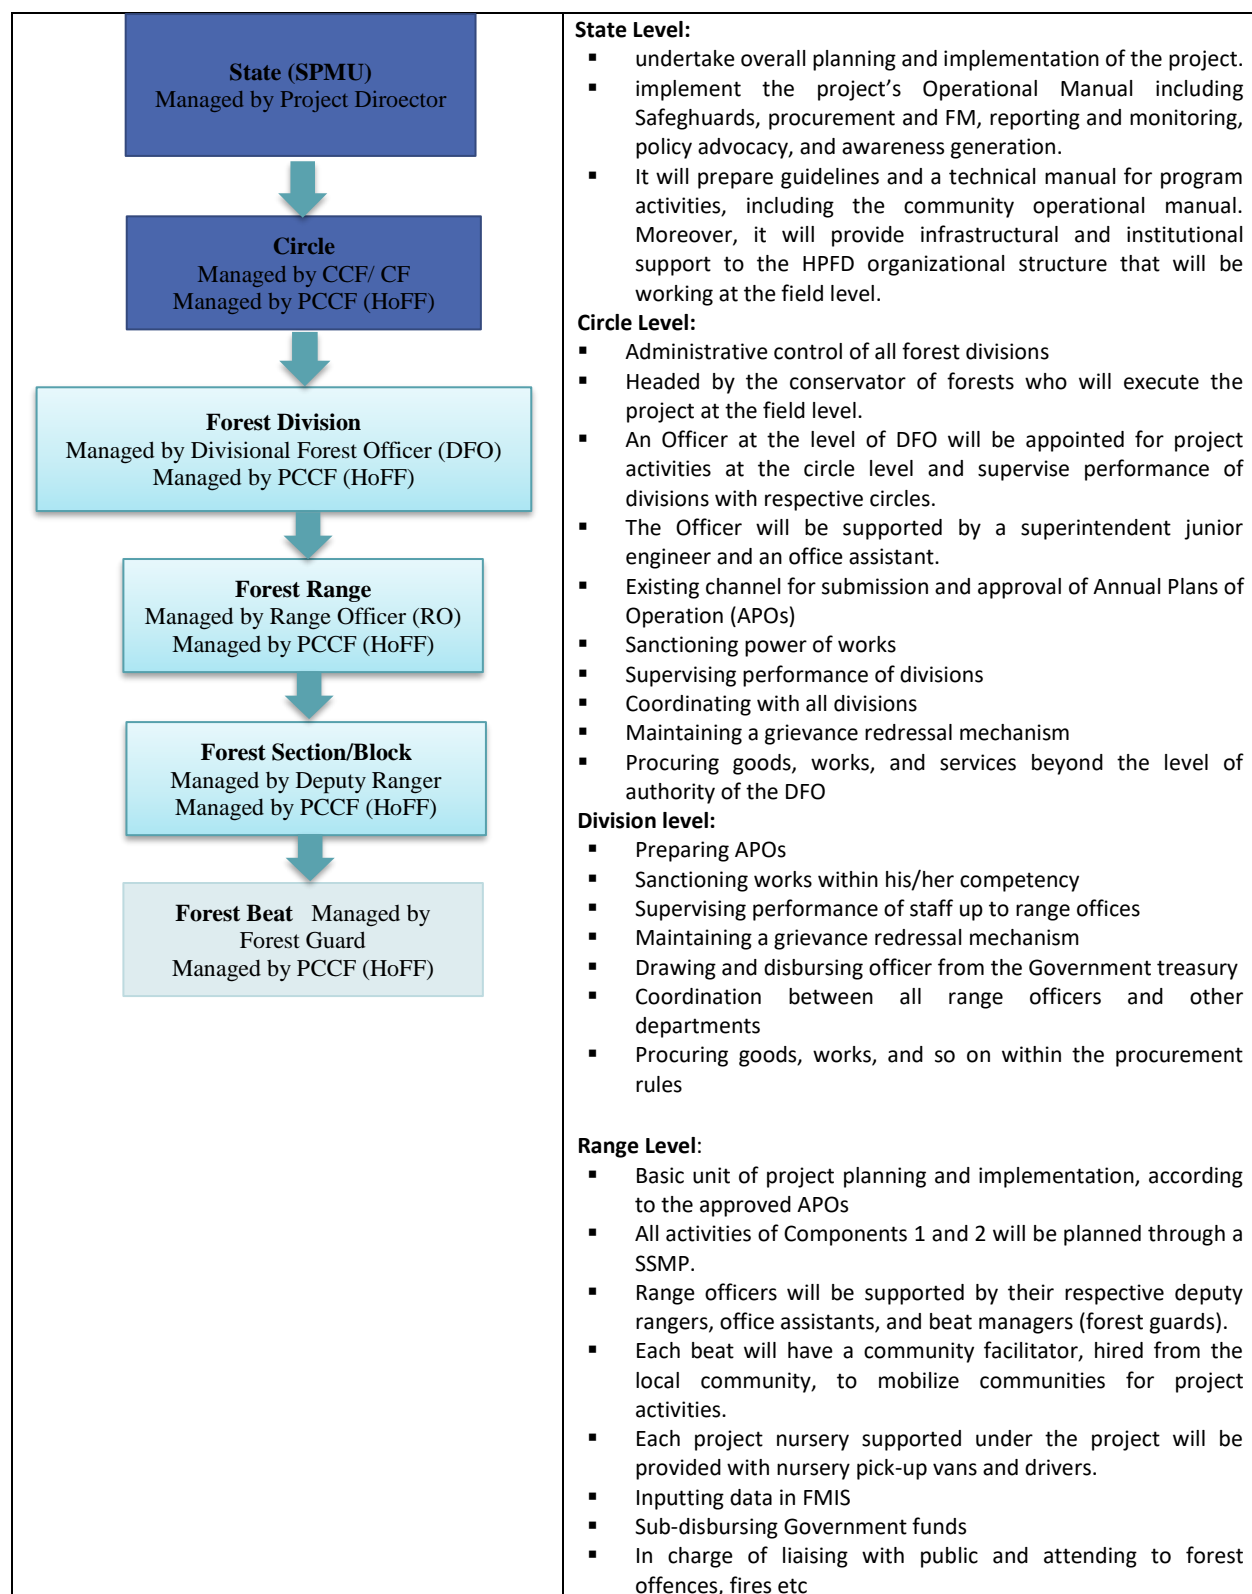 State (SPMU)
Managed by Project Diroector
Circle
Managed by CCF/ CF
Managed by PCCF (HoFF)
Forest Division
Managed by Divisional Forest Officer (DFO)
Managed by PCCF (HoFF)
Forest Range
Managed by Range Officer (RO)
Managed by PCCF (HoFF)
Forest Section/Block
Managed by Deputy Ranger
Managed by PCCF (HoFF)
Forest Beat Managed by
Forest Guard
Managed by PCCF (HoFF)
State Level:
▪ undertake overall planning and implementation of the project.
▪ implement the project’s Operational Manual including
Safeghuards, procurement and FM, reporting and monitoring,
policy advocacy, and awareness generation.
▪ It will prepare guidelines and a technical manual for program
activities, including the community operational manual.
Moreover, it will provide infrastructural and institutional
support to the HPFD organizational structure that will be
working at the field level.
Circle Level:
▪ Administrative control of all forest divisions
▪ Headed by the conservator of forests who will execute the
project at the field level.
▪ An Officer at the level of DFO will be appointed for project
activities at the circle level and supervise performance of
divisions with respective circles.
▪ The Officer will be supported by a superintendent junior
engineer and an office assistant.
▪ Existing channel for submission and approval of Annual Plans of
Operation (APOs)
▪ Sanctioning power of works
▪ Supervising performance of divisions
▪ Coordinating with all divisions
▪ Maintaining a grievance redressal mechanism
▪ Procuring goods, works, and services beyond the level of
authority of the DFO
Division level:
▪ Preparing APOs
▪ Sanctioning works within his/her competency
▪ Supervising performance of staff up to range offices
▪ Maintaining a grievance redressal mechanism
▪ Drawing and disbursing officer from the Government treasury
▪ Coordination between all range officers and other
departments
▪ Procuring goods, works, and so on within the procurement
rules
Range Level:
▪ Basic unit of project planning and implementation, according
to the approved APOs
▪ All activities of Components 1 and 2 will be planned through a
SSMP.
▪ Range officers will be supported by their respective deputy
rangers, office assistants, and beat managers (forest guards).
▪ Each beat will have a community facilitator, hired from the
local community, to mobilize communities for project
activities.
▪ Each project nursery supported under the project will be
provided with nursery pick-up vans and drivers.
▪ Inputting data in FMIS
▪ Sub-disbursing Government funds
▪ In charge of liaising with public and attending to forest
offences, fires etc